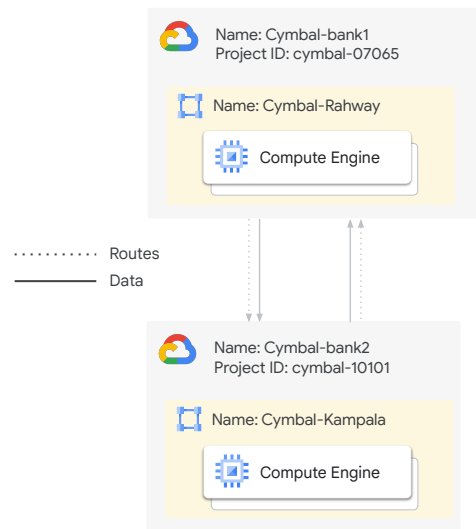 Name: Cymbal-bank1
Project ID: cymbal-07065
Name: Cymbal-Rahway
Compute Engine
Routes
Data
Name: Cymbal-bank2
Project ID: cymbal-10101
Name: Cymbal-Kampala
Compute Engine